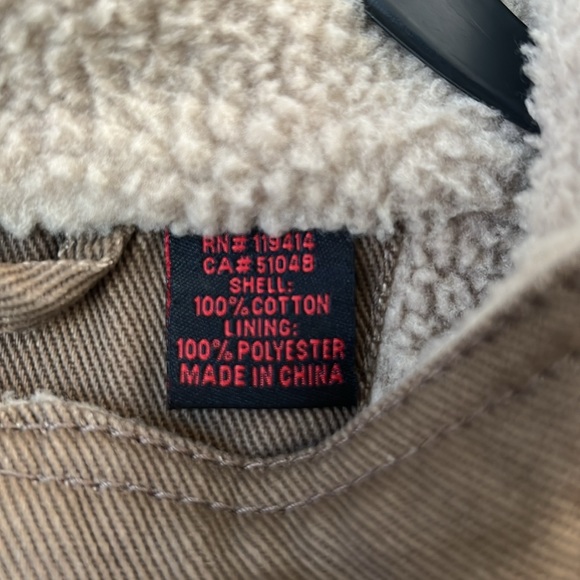 RN# 119414
CA# 51048
SHELL:
100% COTTON
LINING:
100% POLYESTER
MADE IN CHINA